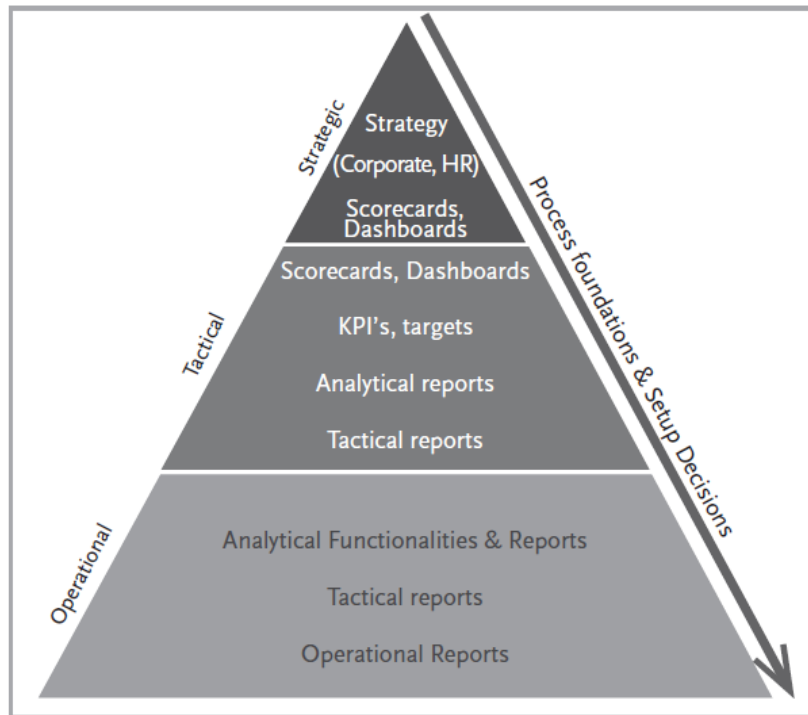 Strategic
Strategy
(Corporate, HR)
Scorecards,
Dashboards
Tactical
Scorecards, Dashboards
KPI's, targets
Analytical reports
Tactical reports
Operational
Analytical Functionalities & Reports
Tactical reports
Operational Reports
Process foundations & Setup Decisions